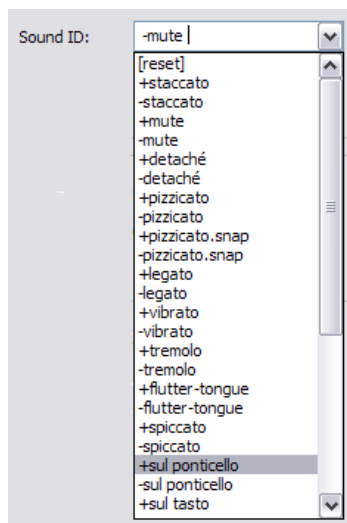 Sound ID: -mute
[reset]
+staccato
-staccato
+mute
-mute
+detaché
-detaché
+pizzicato
-pizzicato
+pizzicato.snap
-pizzicato.snap
+legato
-legato
+vibrato
-vibrato
+tremolo
-tremolo
+flutter-tongue
-flutter-tongue
+spiccato
-spiccato
+sul ponticello
-sul ponticello
+sul tasto